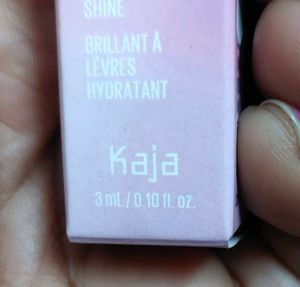 SHINE
BRILLANT À
LÈVRES
HYDRATANT
Kaja
3 mL / 0.10 fl. oz.